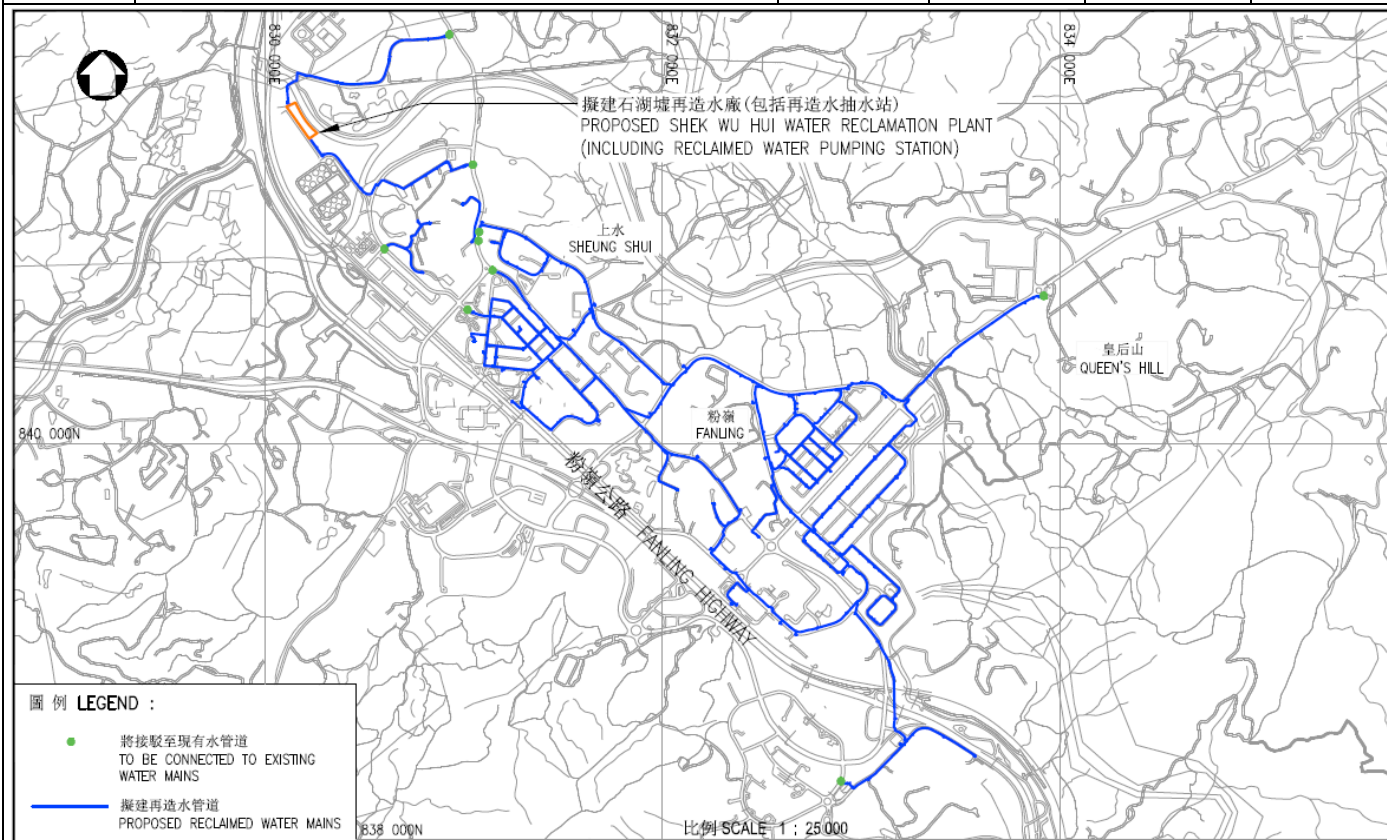 830 000E
832 000E
834 000E
擬建石湖墟再造水廠(包括再造水抽水站)
PROPOSED SHEK WU HUI WATER RECLAMATION PLANT
(INCLUDING RECLAIMED WATER PUMPING STATION)
上水
SHEUNG SHUI
皇后山
QUEEN'S HILL
粉嶺
FANLING
840 000N
粉嶺公路 FANLING HIGHWAY
圖例 LEGEND :
將接駁至現有水管道
TO BE CONNECTED TO EXISTING
WATER MAINS
擬建再造水管道
PROPOSED RECLAIMED WATER MAINS
838 000N
比例 SCALE 1 : 25 000